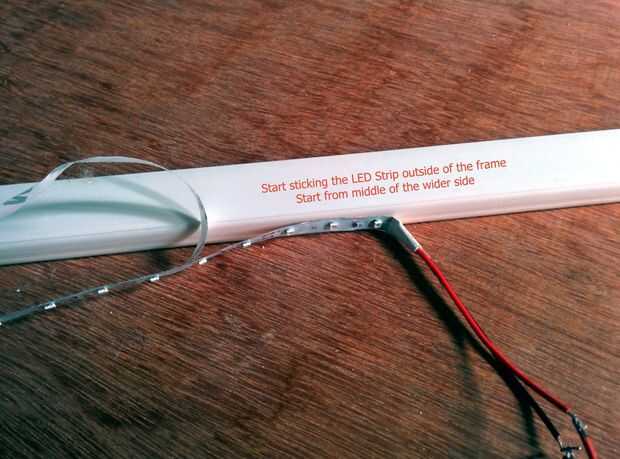 Start sticking the LED Strip outside of the frame
Start from middle of the wider side